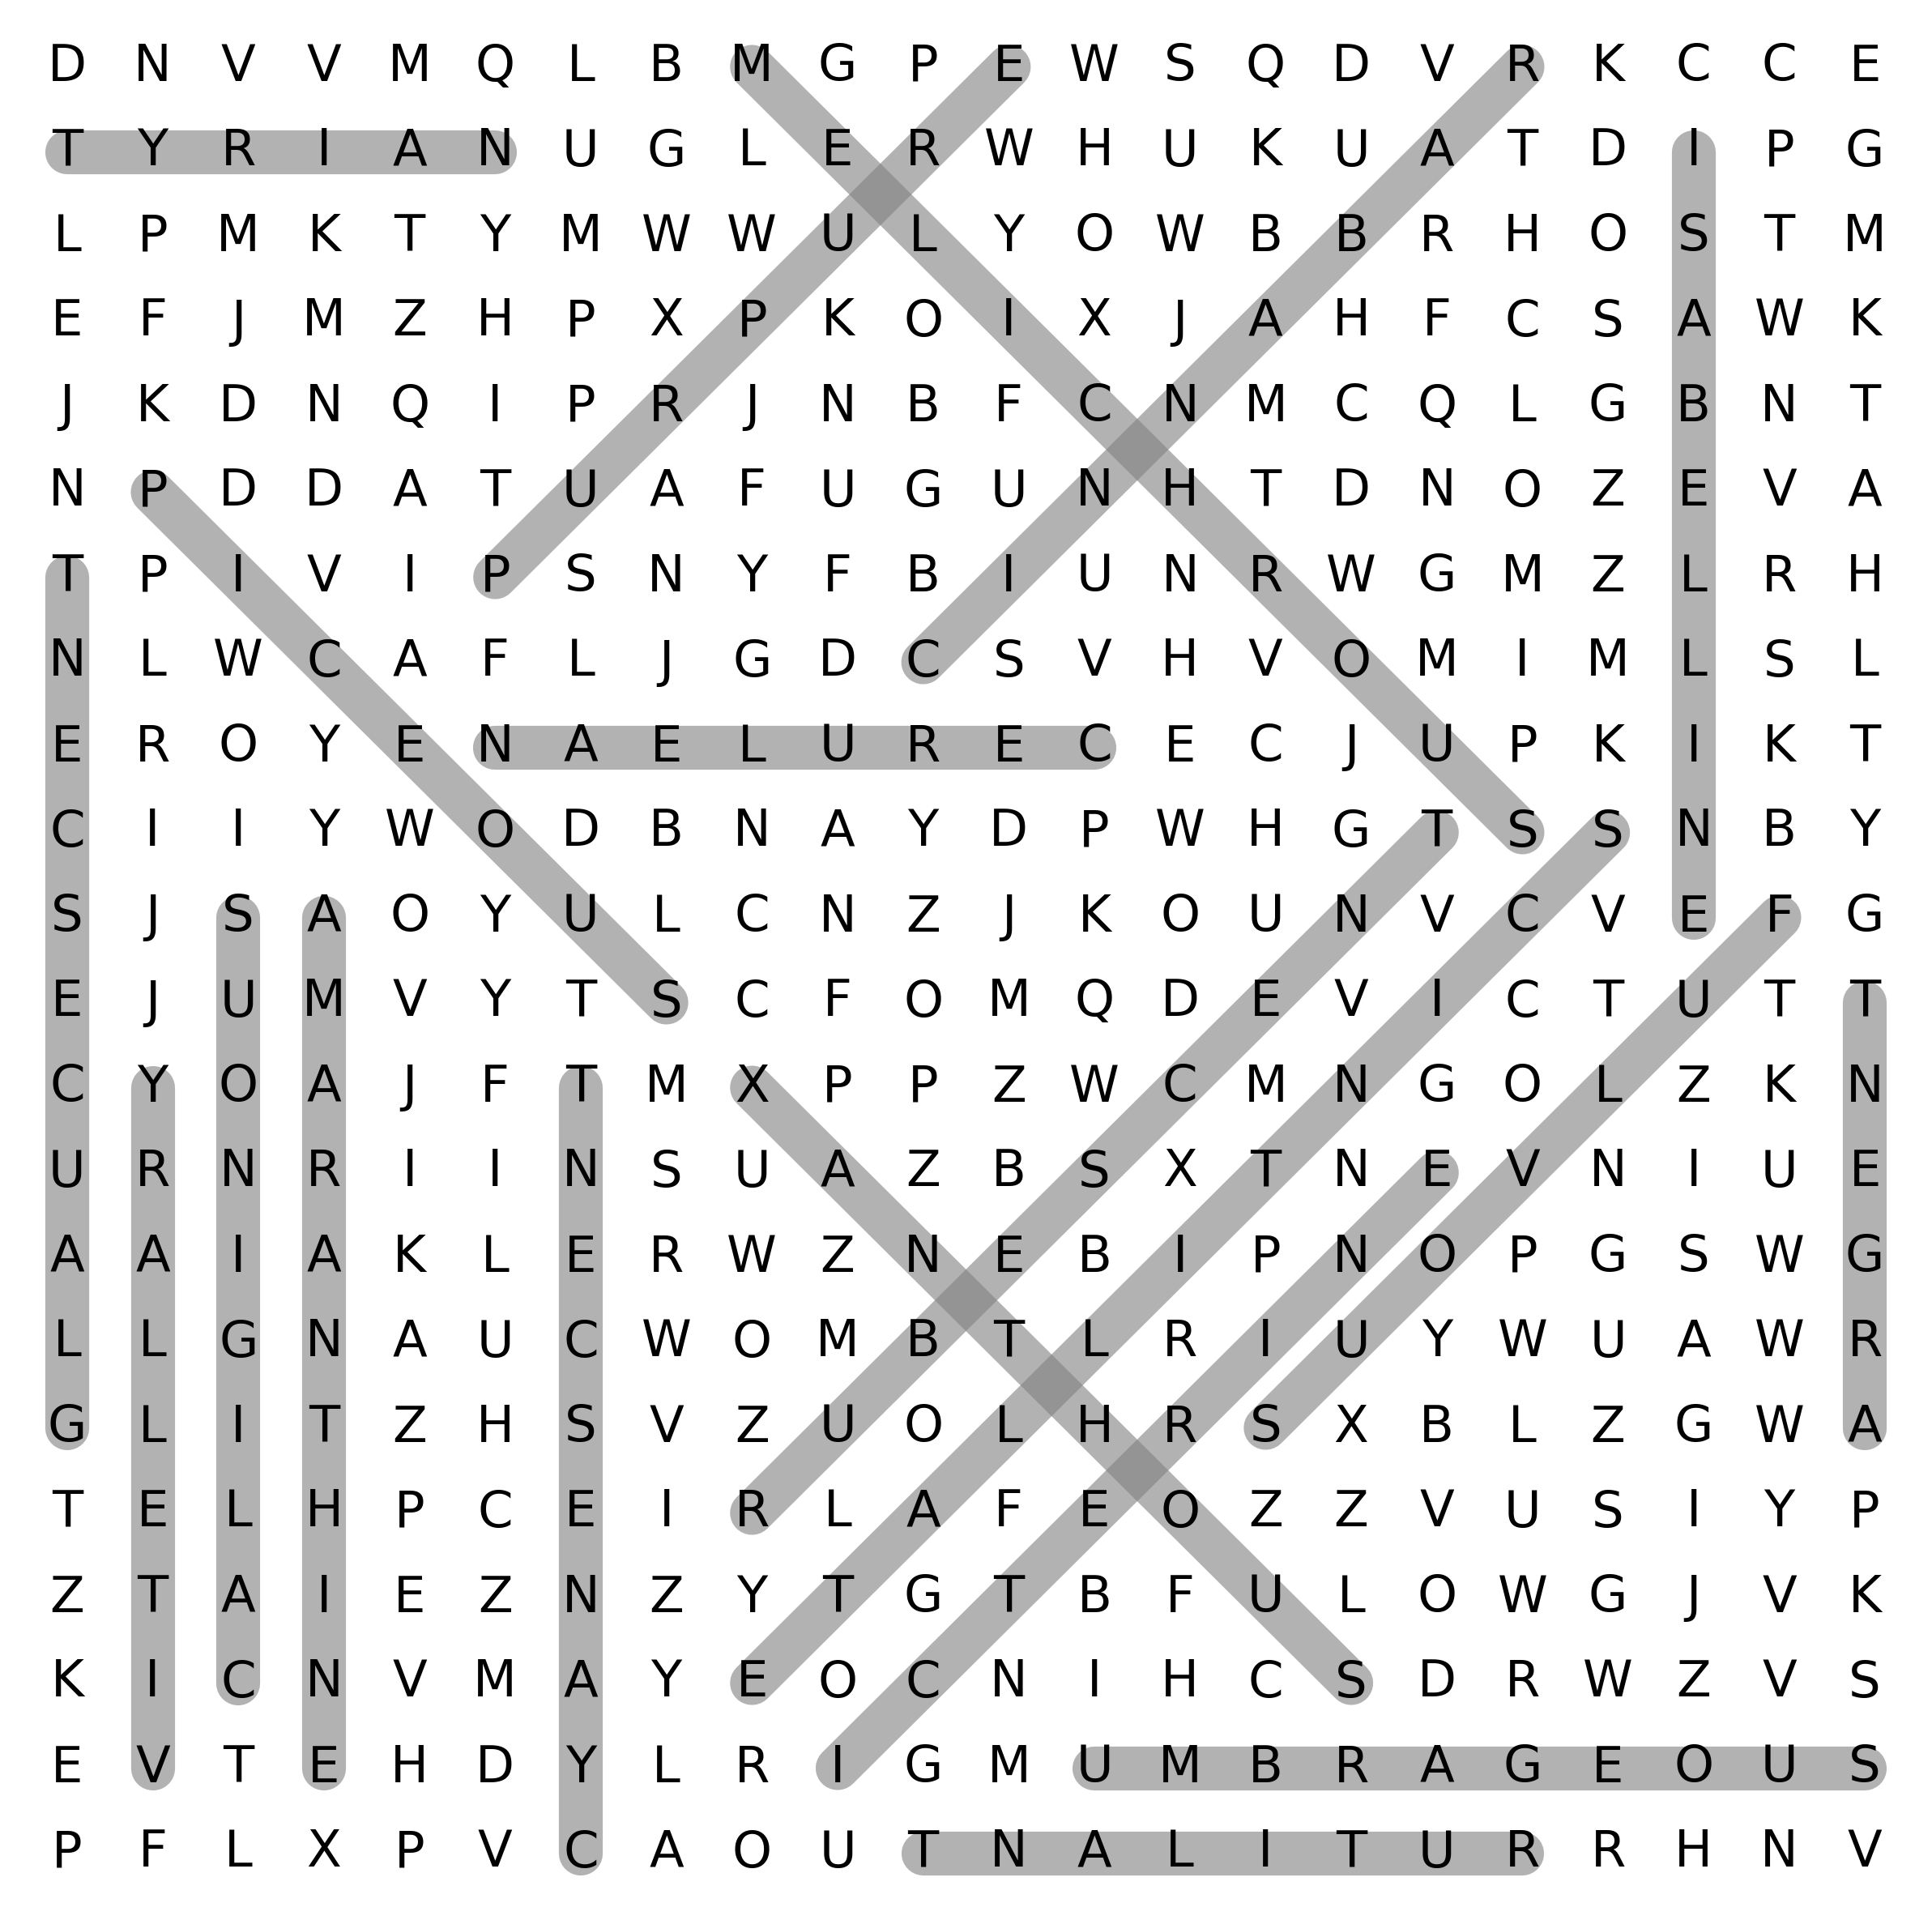 D N V V M Q L B M G P E W S Q D V R K C C E
T Y R I A N U G L E R W H U K U A T D I P G
L P M K T Y M W W U L Y O W B B R H O S T M
E F J M Z H P X P K O I X J A H F C S A W K
J K D N Q I P R J N B F C N M C Q L G B N T
N P D D A T U A F U G U N H T D N O Z E V A
T P I V I P S N Y F B I U N R W G M Z L R H
N L W C A F L J G D C S V H V O M I M L S L
E R O Y E N A E L U R E C E C J U P K I K T
C I I Y W O D B N A Y D P W H G T S S N B Y
S J S A O Y U L C N Z J K O U N V C V E F G
E J U M V Y T S C F O M Q D E V I C T U T T
C Y O A J F T M X P P Z W C M N G O L Z K N
U R N R I I N S U A Z B S X T N E V N I U E
A A I A K L E R W Z N E B I P N O P G S W G
L L G N A U C W O M B T L R I U Y W U A W R
G L I T Z H S V Z U O L H R S X B L Z G W A
T E L H P C E I R L A F E O Z Z V U S I Y P
Z T A I E Z N Z Y T G T B F U L O W G J V K
K I C N V M A Y E O C N I H C S D R W Z V S
E V T E H D Y L R I G M U M B R A G E O U S
P F L X P V C A O U T N A L I T U R R H N V